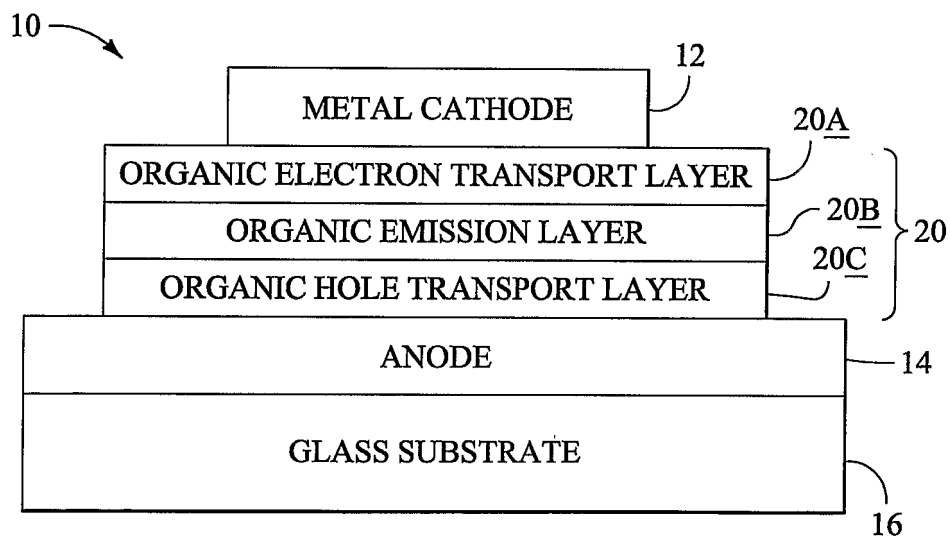 10
12
METAL CATHODE
20A
ORGANIC ELECTRON TRANSPORT LAYER
20B
ORGANIC EMISSION LAYER
20
20C
ORGANIC HOLE TRANSPORT LAYER
ANODE
14
GLASS SUBSTRATE
16